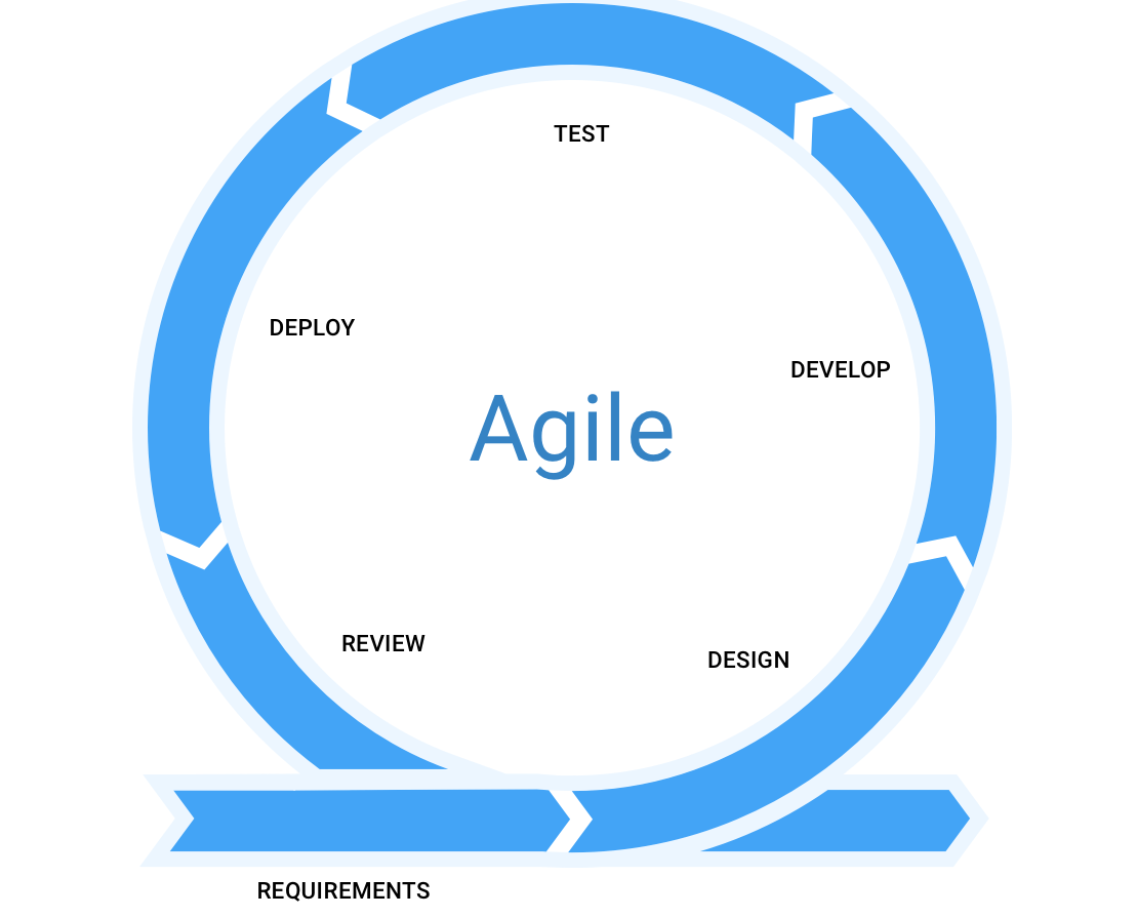 TEST
DEPLOY
DEVELOP
Agile
REVIEW
DESIGN
REQUIREMENTS